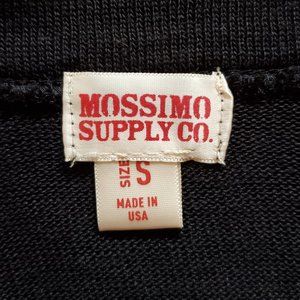 MOSSIMO
SUPPLY CO.
SIZE S
MADE IN
USA